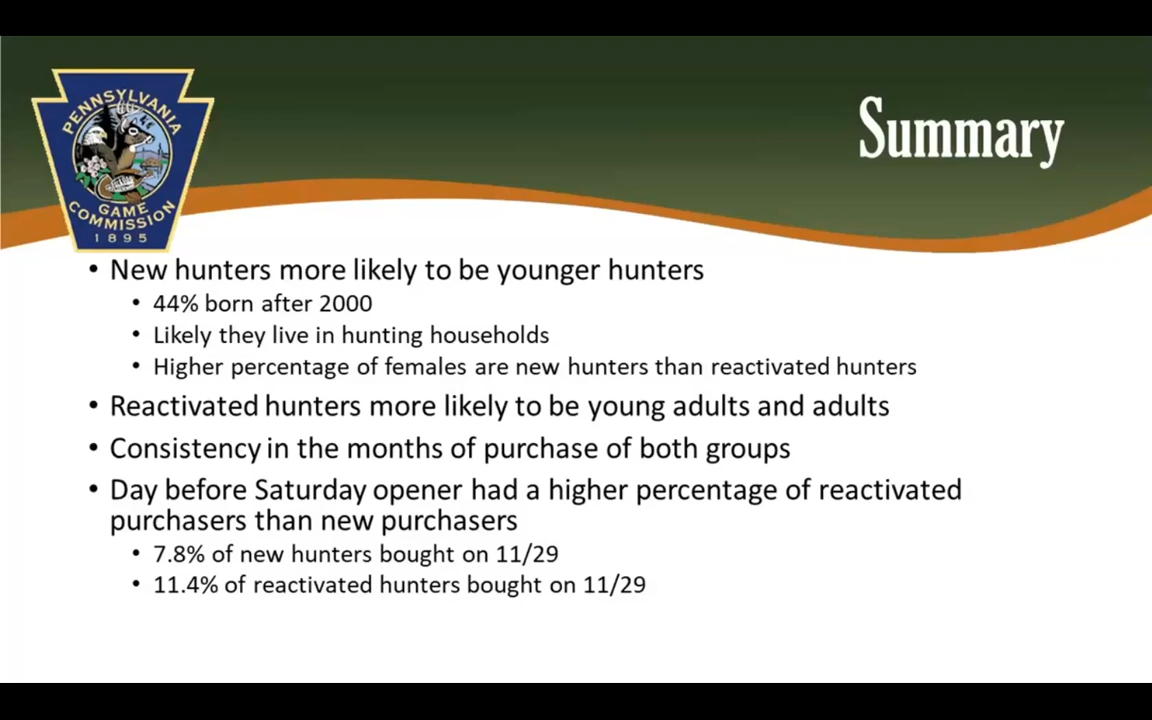 PENNSYLVANIA
GAME
COMMISSION
1895
Summary
• New hunters more likely to be younger hunters
• 44% born after 2000
• Likely they live in hunting households
• Higher percentage of females are new hunters than reactivated hunters
• Reactivated hunters more likely to be young adults and adults
• Consistency in the months of purchase of both groups
• Day before Saturday opener had a higher percentage of reactivated
purchasers than new purchasers
• 7.8% of new hunters bought on 11/29
• 11.4% of reactivated hunters bought on 11/29